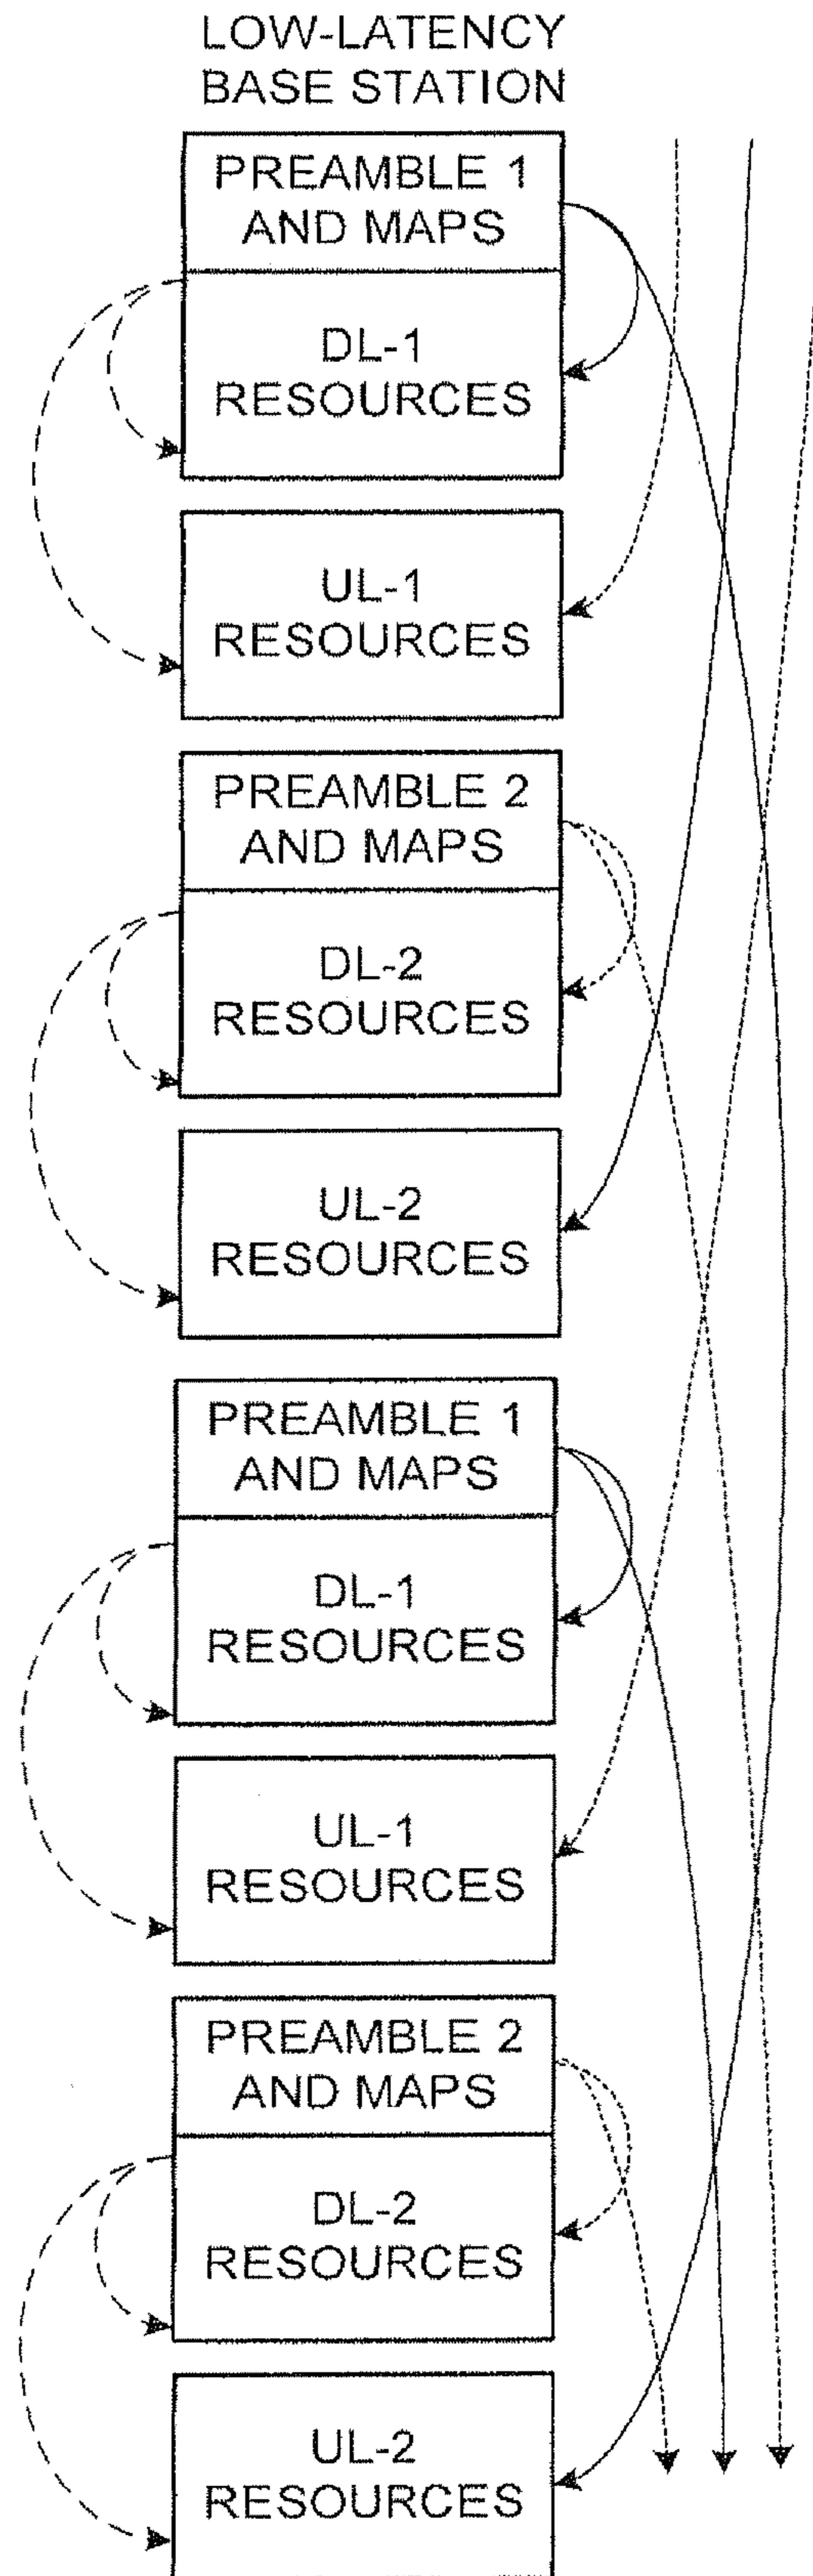 LOW-LATENCY
BASE STATION
PREAMBLE 1
AND MAPS
DL-1
RESOURCES
UL-1
RESOURCES
PREAMBLE 2
AND MAPS
DL-2
RESOURCES
UL-2
RESOURCES
PREAMBLE 1
AND MAPS
DL-1
RESOURCES
UL-1
RESOURCES
PREAMBLE 2
AND MAPS
DL-2
RESOURCES
UL-2
RESOURCES